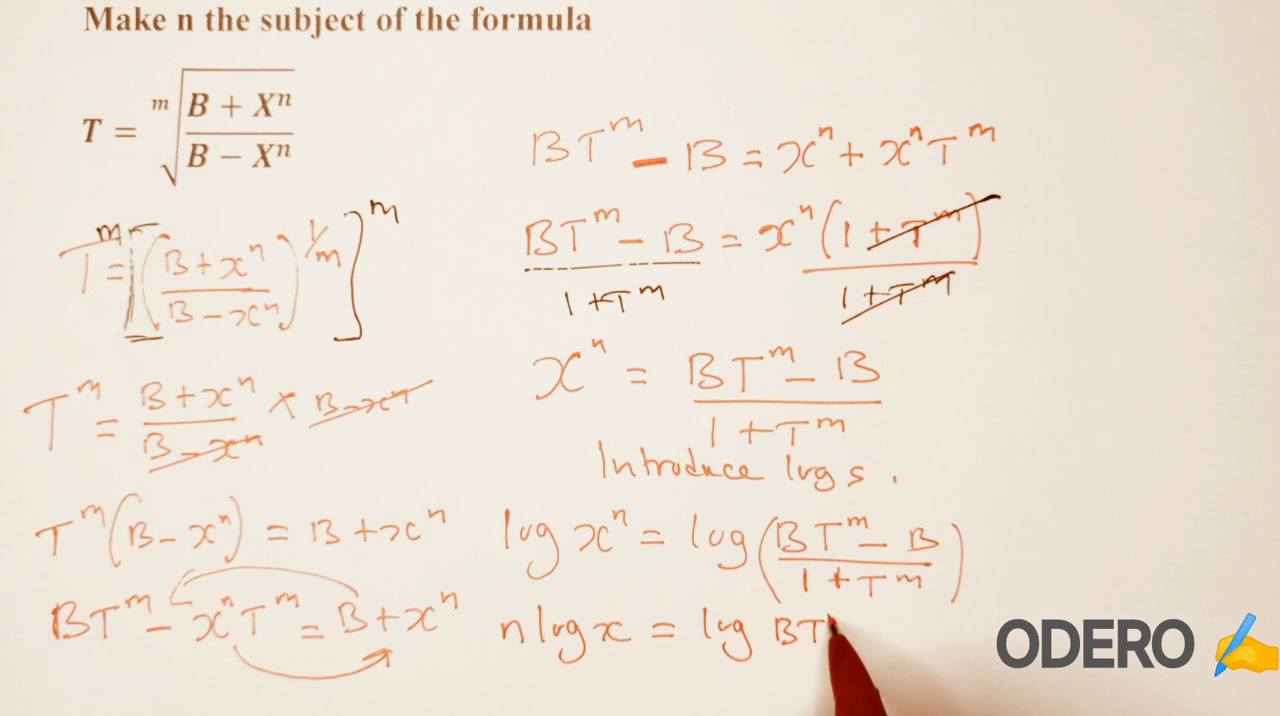 Make n the subject of the formula
T = ᵐ√((B + Xⁿ)/(B − Xⁿ))
Tᵐ = [((B + xⁿ)/(B − xⁿ))^(1/m)]ᵐ
Tᵐ = (B + xⁿ)/(B − xⁿ) × B − xⁿ
Tᵐ(B − xⁿ) = B + xⁿ
BTᵐ − xⁿTᵐ = B + xⁿ
BTᵐ − B = xⁿ + xⁿTᵐ
(BTᵐ − B)/(1 + Tᵐ) = xⁿ(1 + Tᵐ)/(1 + Tᵐ)
xⁿ = (BTᵐ − B)/(1 + Tᵐ)
Introduce logs.
log xⁿ = log((BTᵐ − B)/(1 + Tᵐ))
n log x = log BT
ODERO